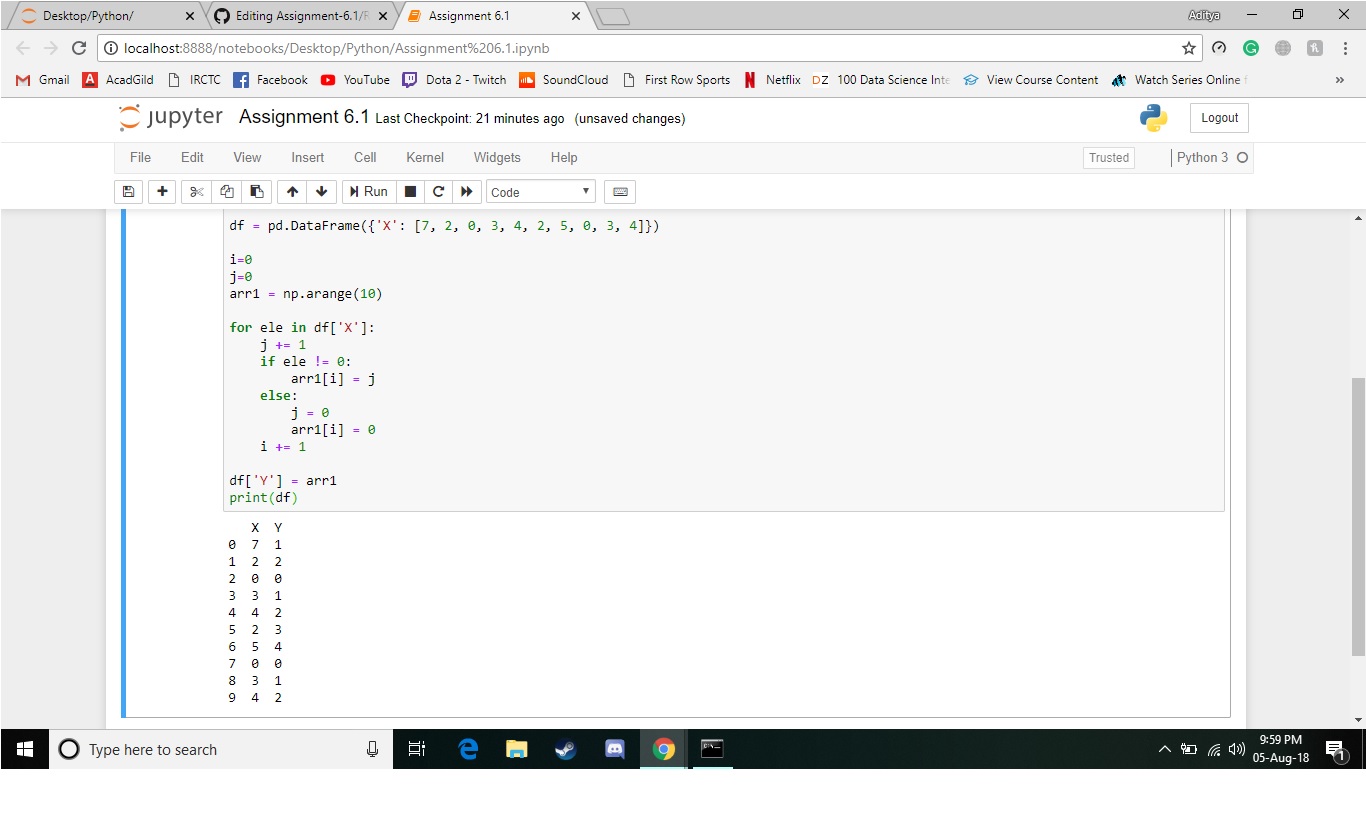 Desktop/Python/
Editing Assignment-6.1/R
Assignment 6.1
Aditya
localhost:8888/notebooks/Desktop/Python/Assignment%206.1.ipynb
Gmail AcadGild IRCTC Facebook YouTube Dota 2 - Twitch SoundCloud First Row Sports Netflix DZ 100 Data Science Inte View Course Content Watch Series Online f »
jupyter Assignment 6.1 Last Checkpoint: 21 minutes ago (unsaved changes)
Logout
File Edit View Insert Cell Kernel Widgets Help Trusted Python 3
Run Code
df = pd.DataFrame({'X': [7, 2, 0, 3, 4, 2, 5, 0, 3, 4]})
i=0
j=0
arr1 = np.arange(10)
for ele in df['X']:
    j += 1
    if ele != 0:
        arr1[i] = j
    else:
        j = 0
        arr1[i] = 0
    i += 1
df['Y'] = arr1
print(df)
   X  Y
0  7  1
1  2  2
2  0  0
3  3  1
4  4  2
5  2  3
6  5  4
7  0  0
8  3  1
9  4  2
Type here to search
9:59 PM
05-Aug-18
1